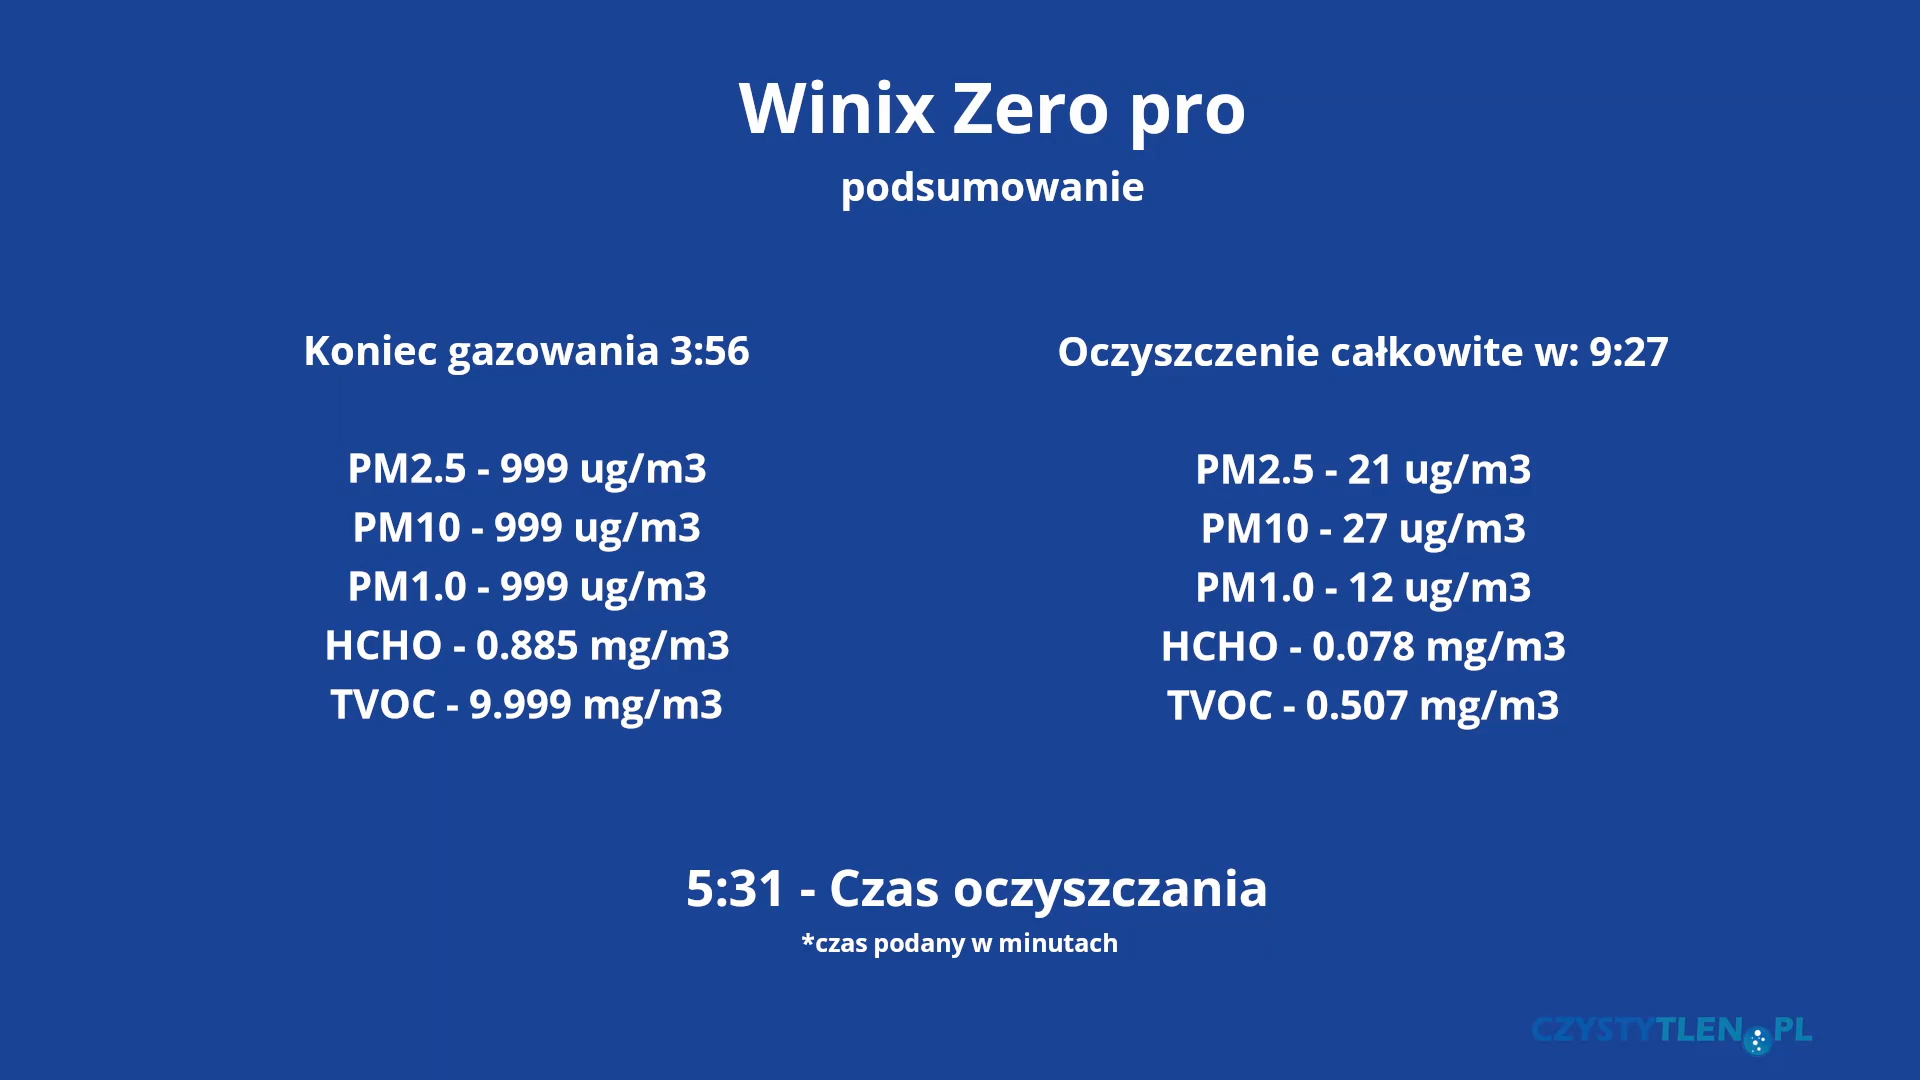 Winix Zero pro
podsumowanie
Koniec gazowania 3:56
PM2.5 - 999 ug/m3
PM10 - 999 ug/m3
PM1.0 - 999 ug/m3
HCHO - 0.885 mg/m3
TVOC - 9.999 mg/m3
Oczyszczenie całkowite w: 9:27
PM2.5 - 21 ug/m3
PM10 - 27 ug/m3
PM1.0 - 12 ug/m3
HCHO - 0.078 mg/m3
TVOC - 0.507 mg/m3
5:31 - Czas oczyszczania
*czas podany w minutach
CZYSTYTLEN.PL